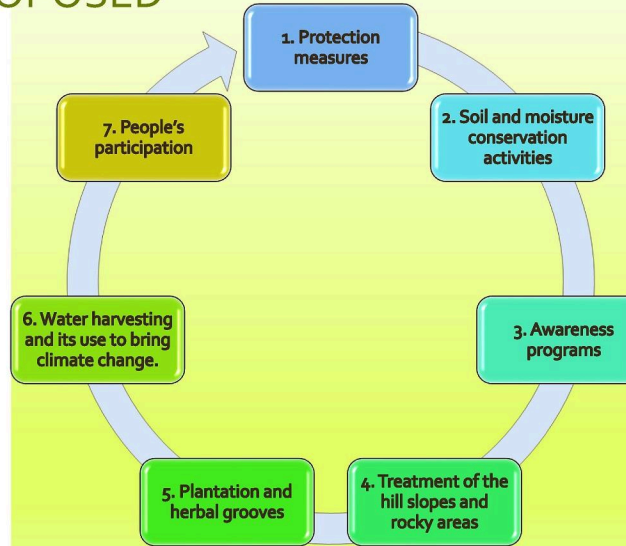 OPOSED
1. Protection
measures
2. Soil and moisture
conservation
activities
3. Awareness
programs
4. Treatment of the
hill slopes and
rocky areas
5. Plantation and
herbal grooves
6. Water harvesting
and its use to bring
climate change.
7. People's
participation